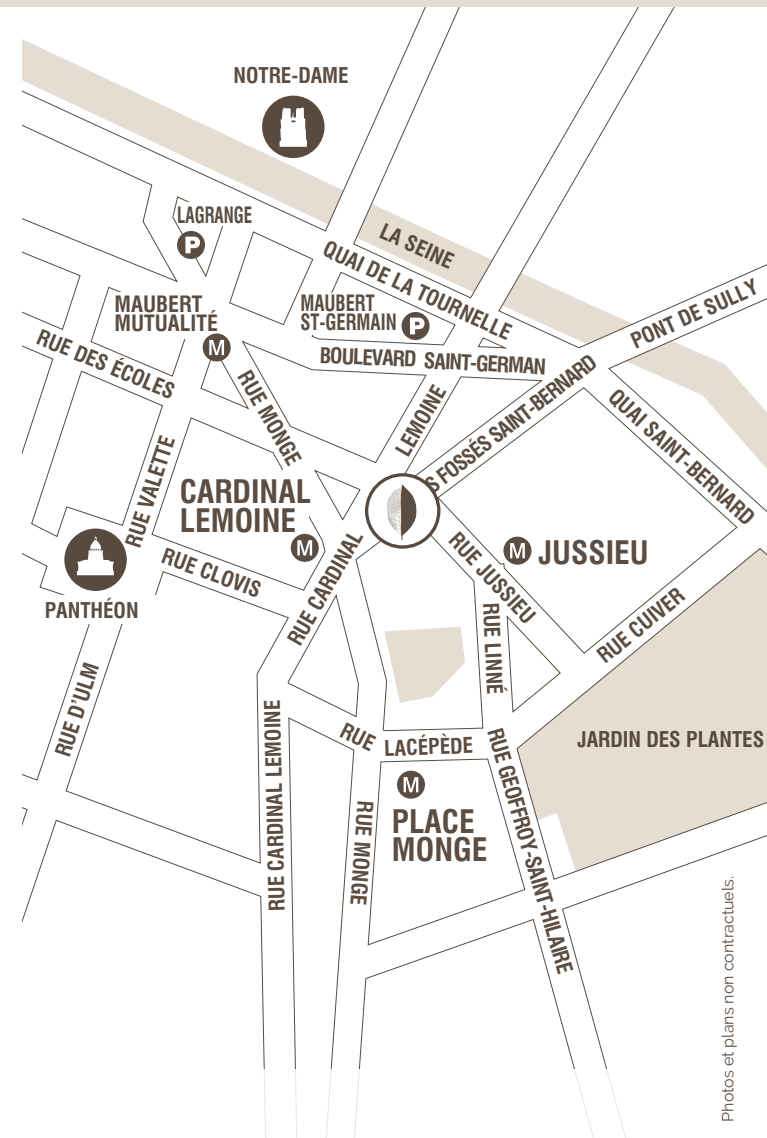 NOTRE-DAME
LAGRANGE
P
LA SEINE
QUAI DE LA TOURNELLE
MAUBERT
MUTUALITÉ
M
MAUBERT
ST-GERMAIN
P
PONT DE SULLY
BOULEVARD SAINT-GERMAN
RUE DES ÉCOLES
RUE MONGE
LEMOINE
S FOSSÉS SAINT-BERNARD
QUAI SAINT-BERNARD
RUE VALETTE
CARDINAL
LEMOINE
M
M
JUSSIEU
RUE JUSSIEU
PANTHÉON
RUE CLOVIS
RUE CARDINAL
RUE LINNÉ
RUE CUIVER
RUE D'ULM
RUE CARDINAL LEMOINE
RUE LACÉPÈDE
JARDIN DES PLANTES
M
PLACE
MONGE
RUE MONGE
RUE GEOFFROY-SAINT-HILAIRE
Photos et plans non contractuels.